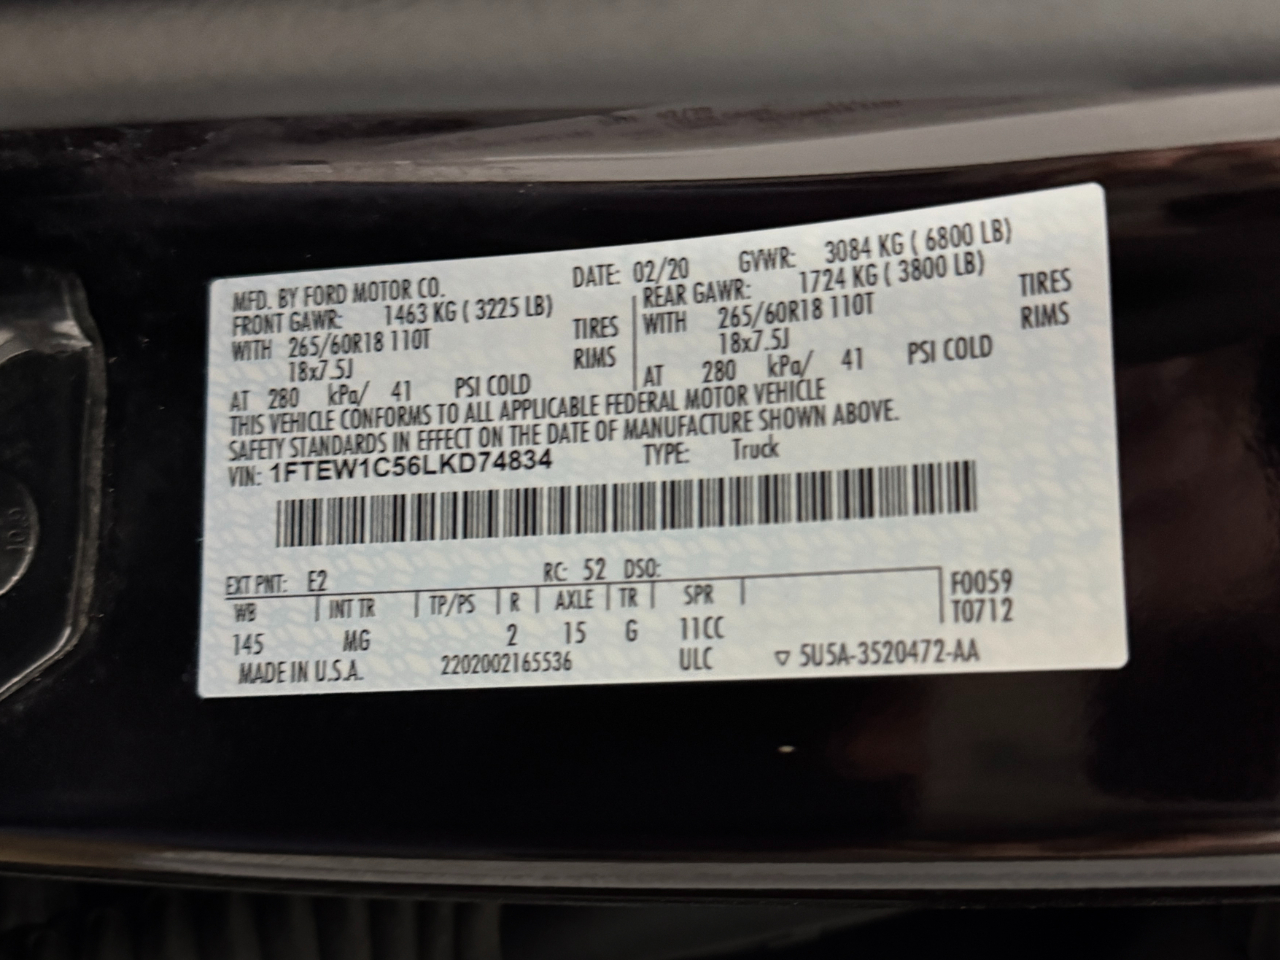 MFD. BY FORD MOTOR CO. DATE: 02/20 GVWR: 3084 KG ( 6800 LB)
FRONT GAWR: 1463 KG ( 3225 LB) REAR GAWR: 1724 KG ( 3800 LB)
WITH 265/60R18 110T TIRES WITH 265/60R18 110T TIRES
18x7.5J RIMS 18x7.5J RIMS
AT 280 kPa/ 41 PSI COLD AT 280 kPa/ 41 PSI COLD
THIS VEHICLE CONFORMS TO ALL APPLICABLE FEDERAL MOTOR VEHICLE
SAFETY STANDARDS IN EFFECT ON THE DATE OF MANUFACTURE SHOWN ABOVE.
VIN: 1FTEW1C56LKD74834 TYPE: Truck
EXT PNT: E2 RC: 52 DSO:
WB INT TR TP/PS R AXLE TR SPR F0059
145 MG 2 15 G 11CC T0712
MADE IN U.S.A. 2202002165536 ULC ▽ 5U5A-3520472-AA